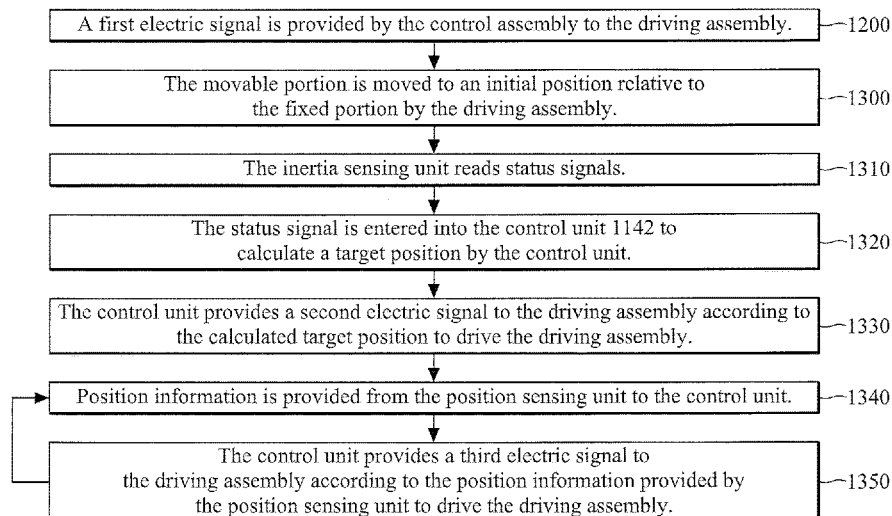 A first electric signal is provided by the control assembly to the driving assembly.
1200
The movable portion is moved to an initial position relative to
the fixed portion by the driving assembly.
1300
The inertia sensing unit reads status signals.
1310
The status signal is entered into the control unit 1142 to
calculate a target position by the control unit.
1320
The control unit provides a second electric signal to the driving assembly according to
the calculated target position to drive the driving assembly.
1330
Position information is provided from the position sensing unit to the control unit.
1340
The control unit provides a third electric signal to
the driving assembly according to the position information provided by
the position sensing unit to drive the driving assembly.
1350